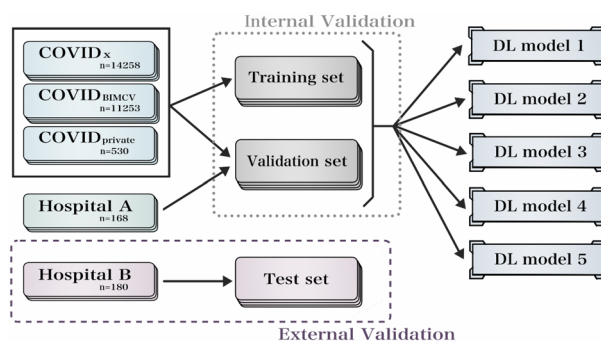 Internal Validation
COVIDx
n=14258
COVIDBIMCV
n=11253
COVIDprivate
n=530
Hospital A
n=168
Hospital B
n=180
Training set
Validation set
Test set
External Validation
DL model 1
DL model 2
DL model 3
DL model 4
DL model 5